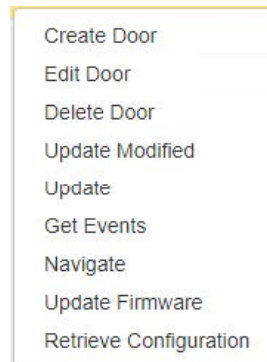 Create Door
Edit Door
Delete Door
Update Modified
Update
Get Events
Navigate
Update Firmware
Retrieve Configuration